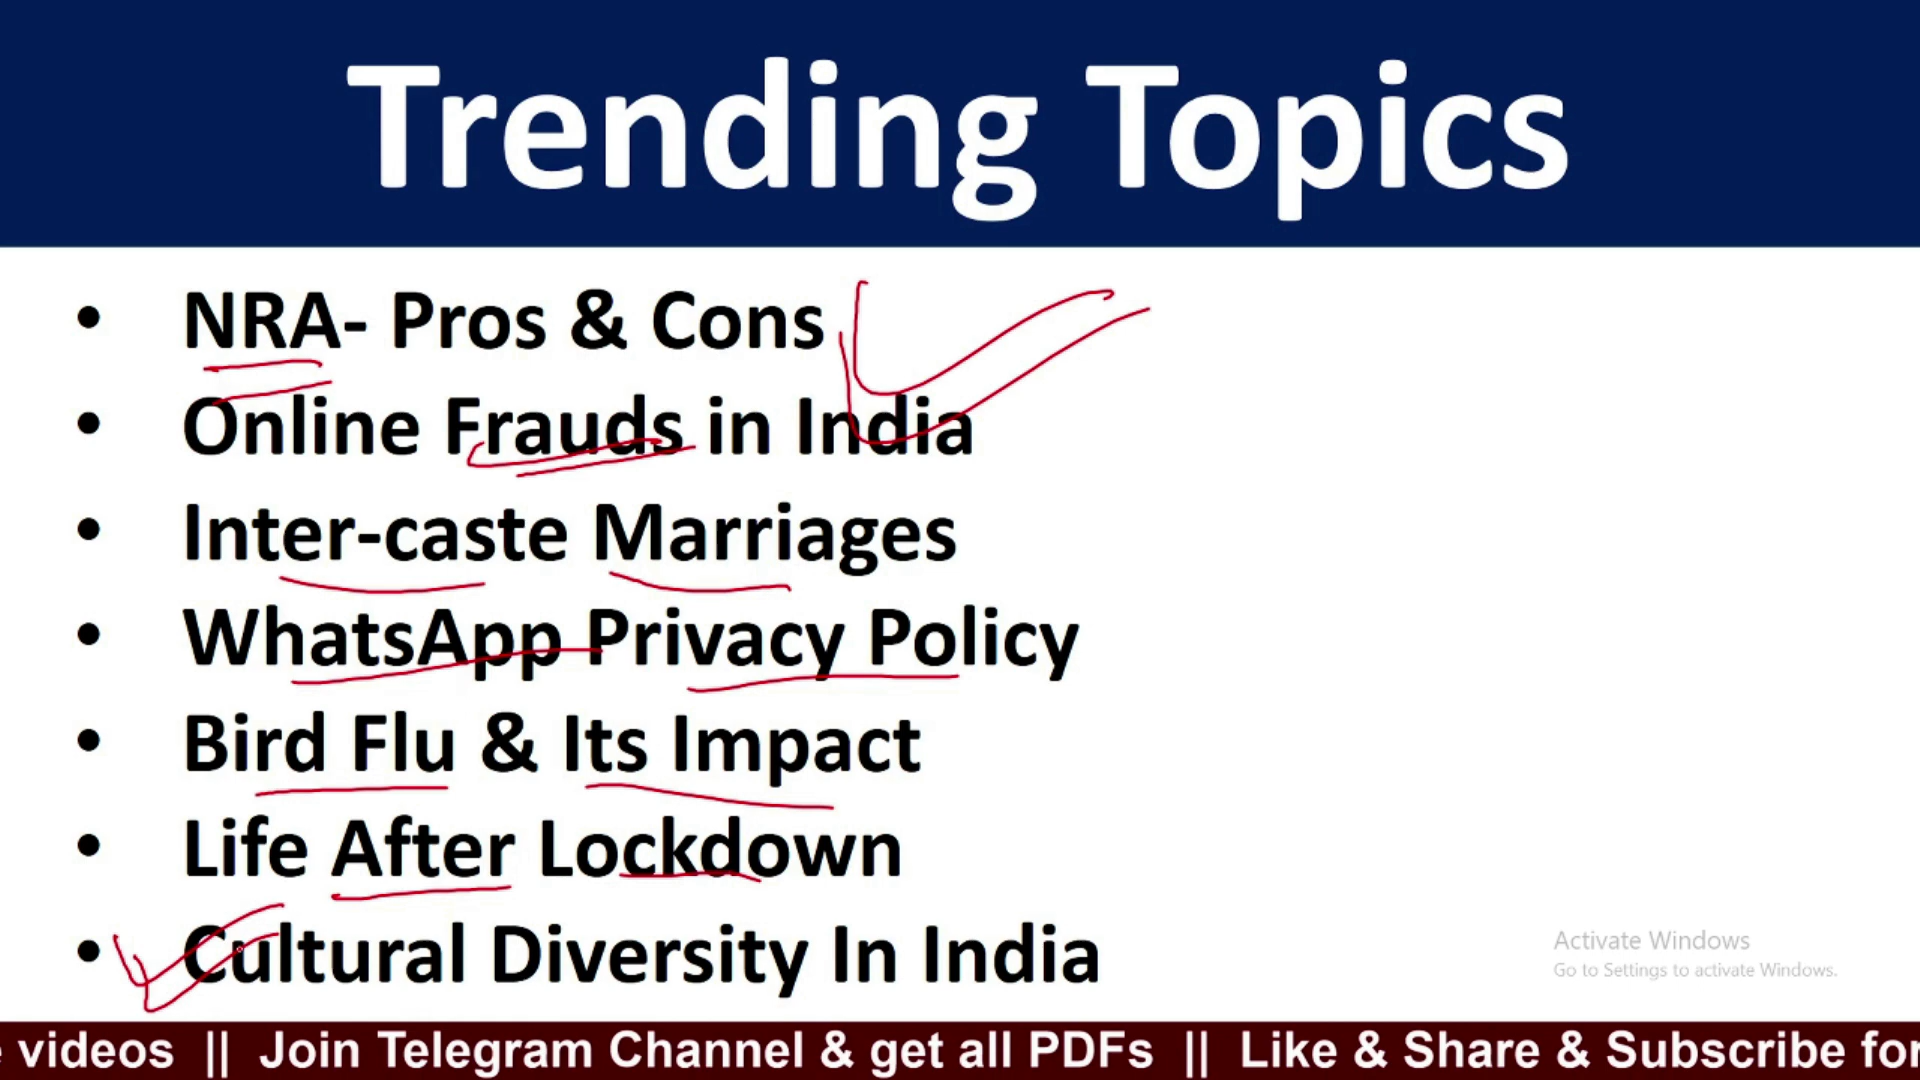 Trending Topics
• NRA- Pros & Cons
• Online Frauds in India
• Inter-caste Marriages
• WhatsApp Privacy Policy
• Bird Flu & Its Impact
• Life After Lockdown
• Cultural Diversity In India
Activate Windows
Go to Settings to activate Windows.
videos || Join Telegram Channel & get all PDFs || Like & Share & Subscribe for